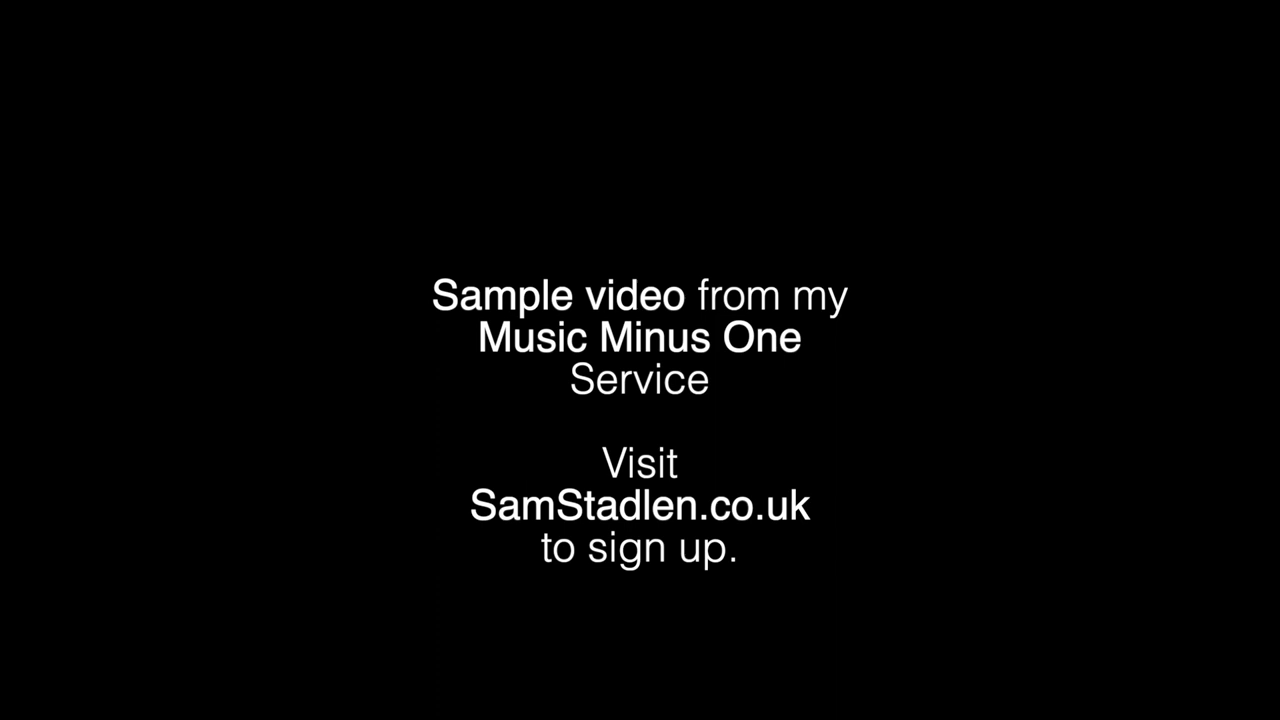 Sample video from my
Music Minus One
Service
Visit
SamStadlen.co.uk
to sign up.